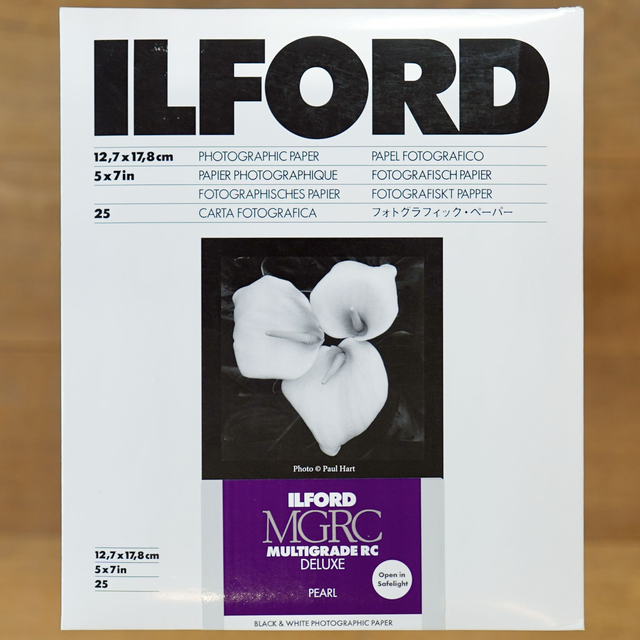 ILFORD
12,7 x 17,8 cm PHOTOGRAPHIC PAPER PAPEL FOTOGRAFICO
5 x 7 in PAPIER PHOTOGRAPHIQUE FOTOGRAFISCH PAPIER
FOTOGRAPHISCHES PAPIER FOTOGRAFISKT PAPPER
25 CARTA FOTOGRAFICA フォトグラフィック・ペーパー
Photo © Paul Hart
ILFORD
MGRC
MULTIGRADE RC
DELUXE
PEARL
Open in
Safelight
12,7 x 17,8 cm
5 x 7 in
25
BLACK & WHITE PHOTOGRAPHIC PAPER